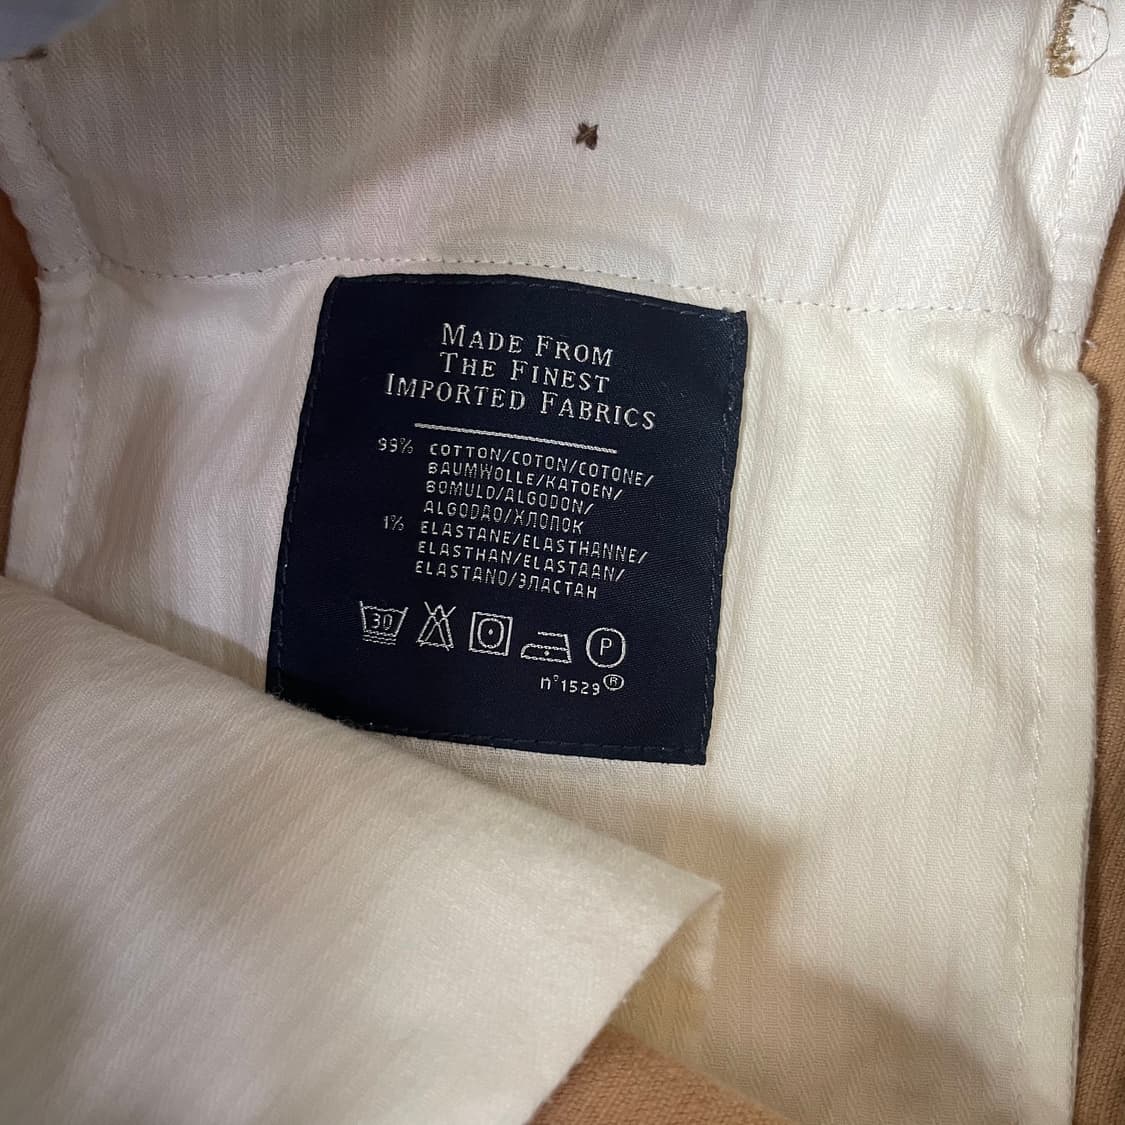 MADE FROM
THE FINEST
IMPORTED FABRICS
99% COTTON/COTON/COTONE/
BAUMWOLLE/KATOEN/
BOMULD/ALGODON/
ALGODAO/ХЛОПОК
1% ELASTANE/ELASTHANNE/
ELASTHAN/ELASTAAN/
ELASTANO/ЭЛАСТАН
30 P
n°1529 ®